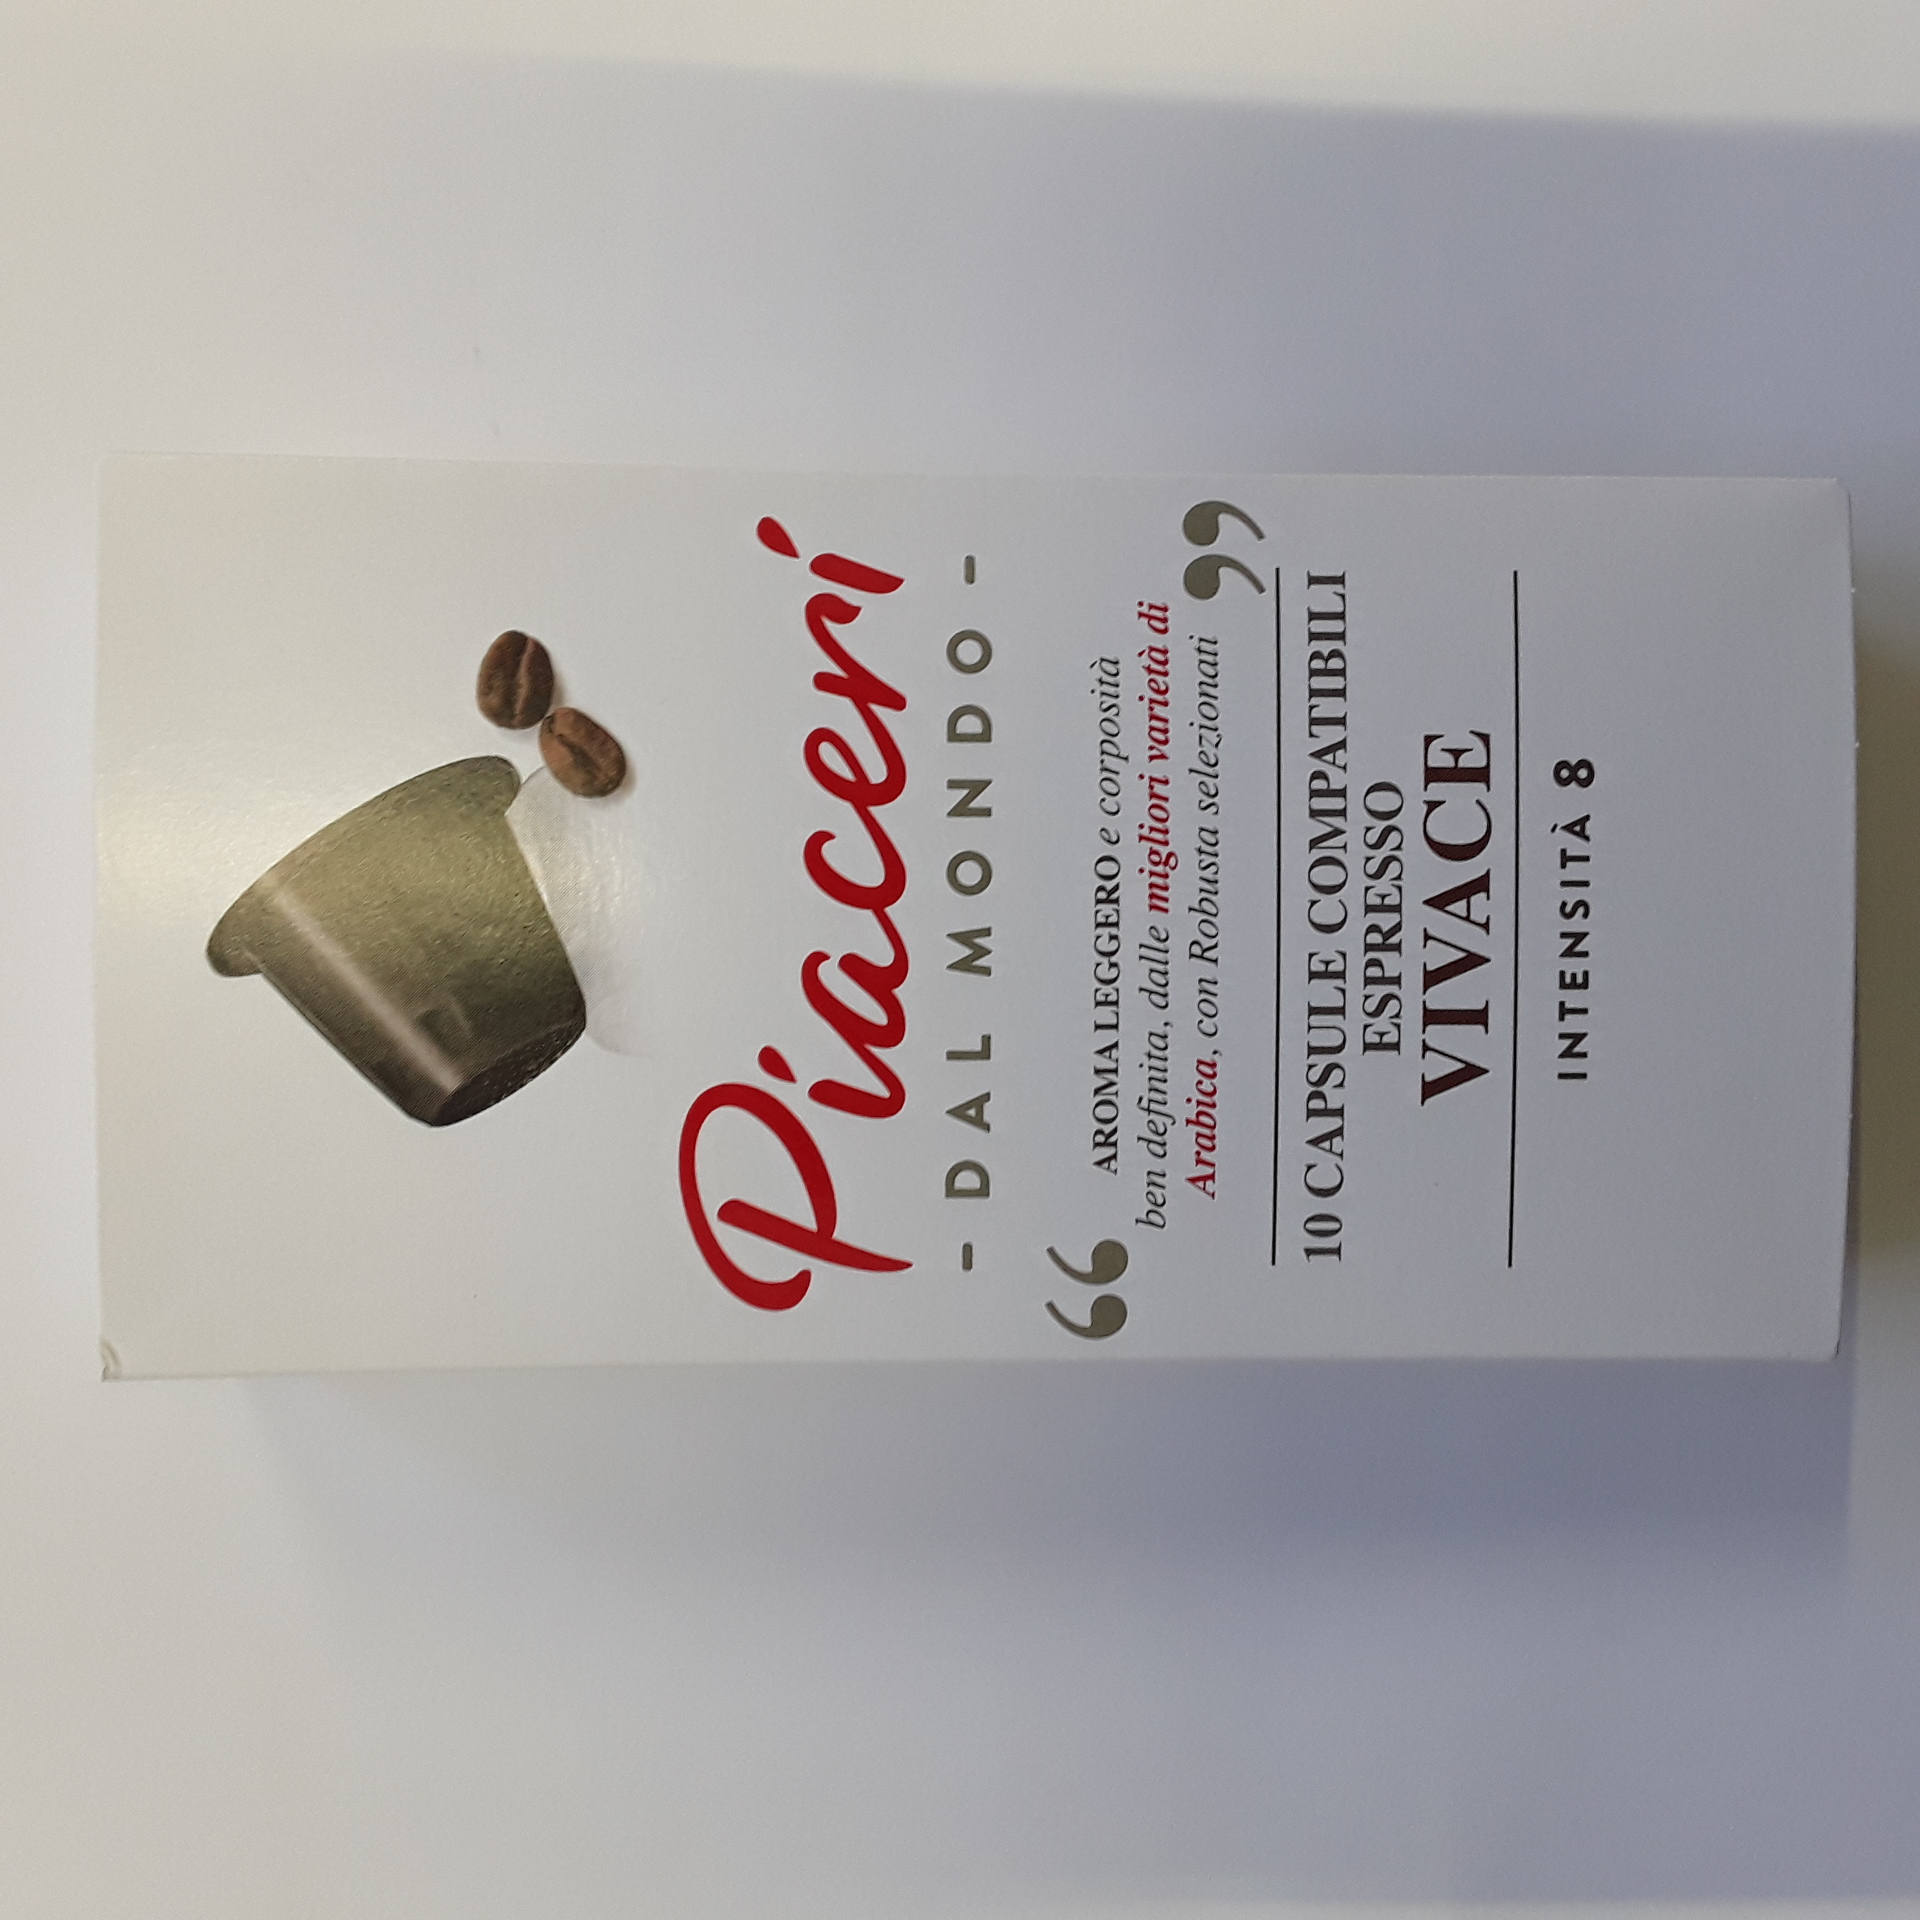 Piaceri
- DAL MONDO -
“ AROMA LEGGERO e corposità
ben definita, dalle migliori varietà di
Arabica, con Robusta selezionati ”
10 CAPSULE COMPATIBILI
ESPRESSO
VIVACE
INTENSITÀ 8